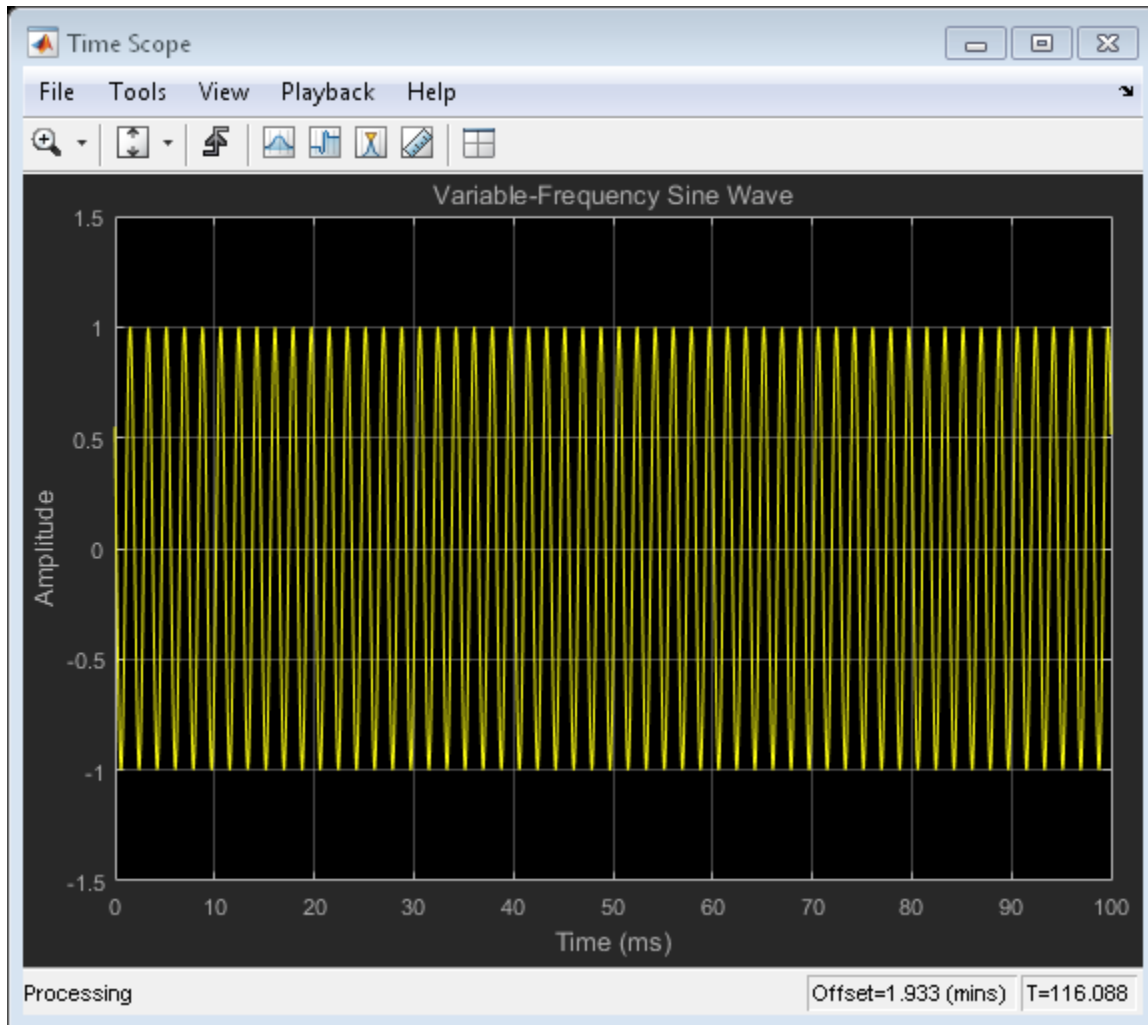 Time Scope
File Tools View Playback Help
Variable-Frequency Sine Wave
1.5
1
0.5
0
-0.5
-1
-1.5
Amplitude
0 10 20 30 40 50 60 70 80 90 100
Time (ms)
Processing Offset=1.933 (mins) T=116.088